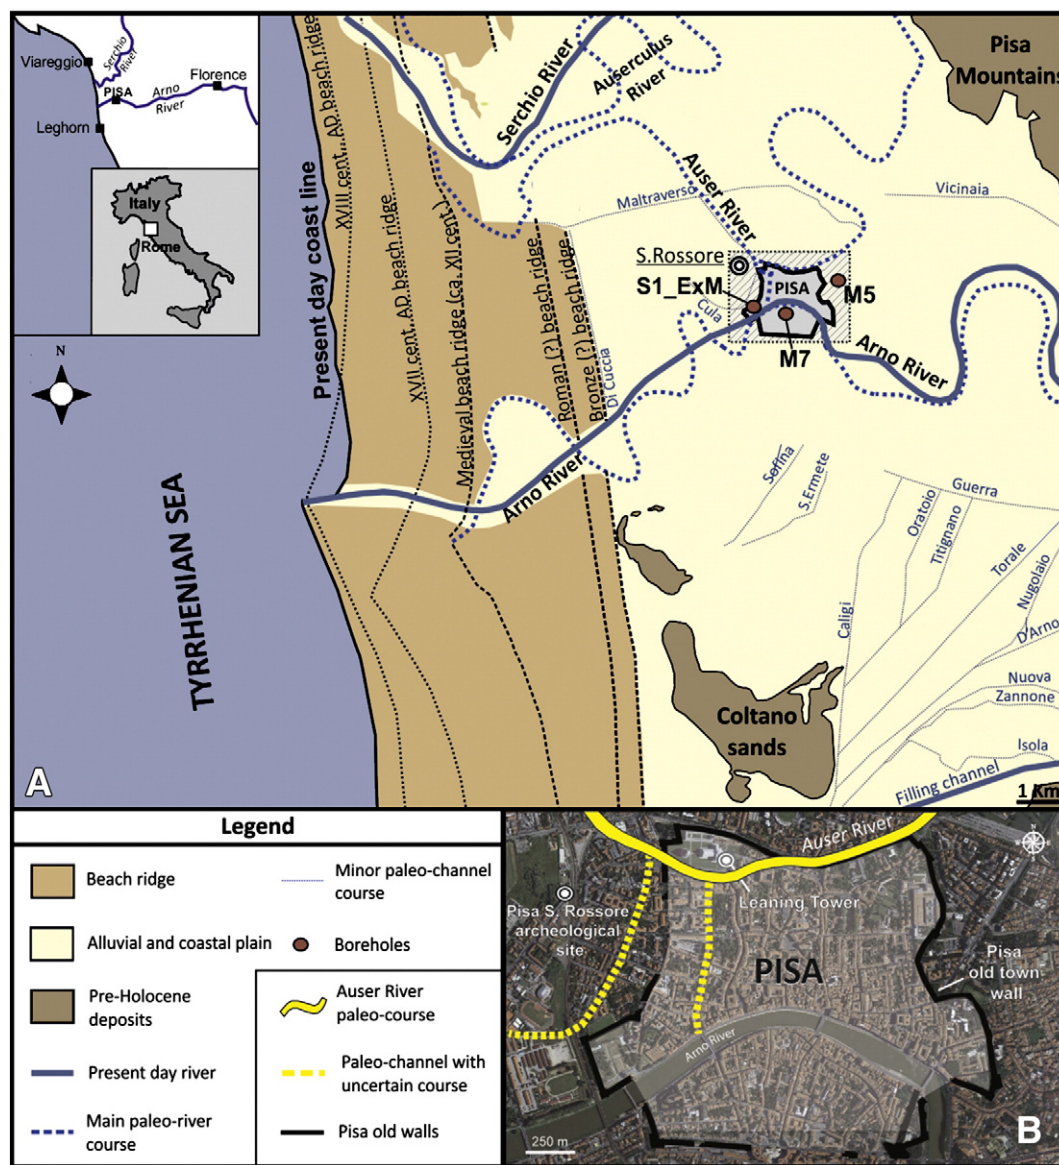 Viareggio
Serchio
River
Florence
PISA
Arno
River
Leghorn
Italy
Rome
N
TYRRHENIAN SEA
A
Present day coast line
XVIII cent. AD beach ridge
XVII cent. AD beach ridge
Medieval beach ridge (ca. XII cent.)
Roman (?) beach ridge
Bronze (?) beach ridge
Di Cuccia
Serchio River
Auserculus
River
Auser River
Pisa
Mountains
Maltraverso
Vicinaia
S.Rossore
S1_ExM
PISA
M5
M7
Cula
Arno River
Arno River
Sofina
S.Ermete
Guerra
Oratoio
Titignano
Torale
Nugolaio
D'Arno
Caligi
Nuova
Zannone
Isola
Filling channel
1 Km
Coltano
sands
Legend
Beach ridge
Alluvial and coastal plain
Pre-Holocene
deposits
Present day river
Main paleo-river
course
Minor paleo-channel
course
Boreholes
Auser River
paleo-course
Paleo-channel with
uncertain course
Pisa old walls
Auser River
Leaning Tower
Pisa S. Rossore
archeological
site
PISA
Pisa
old town
wall
Arno River
250 m
B